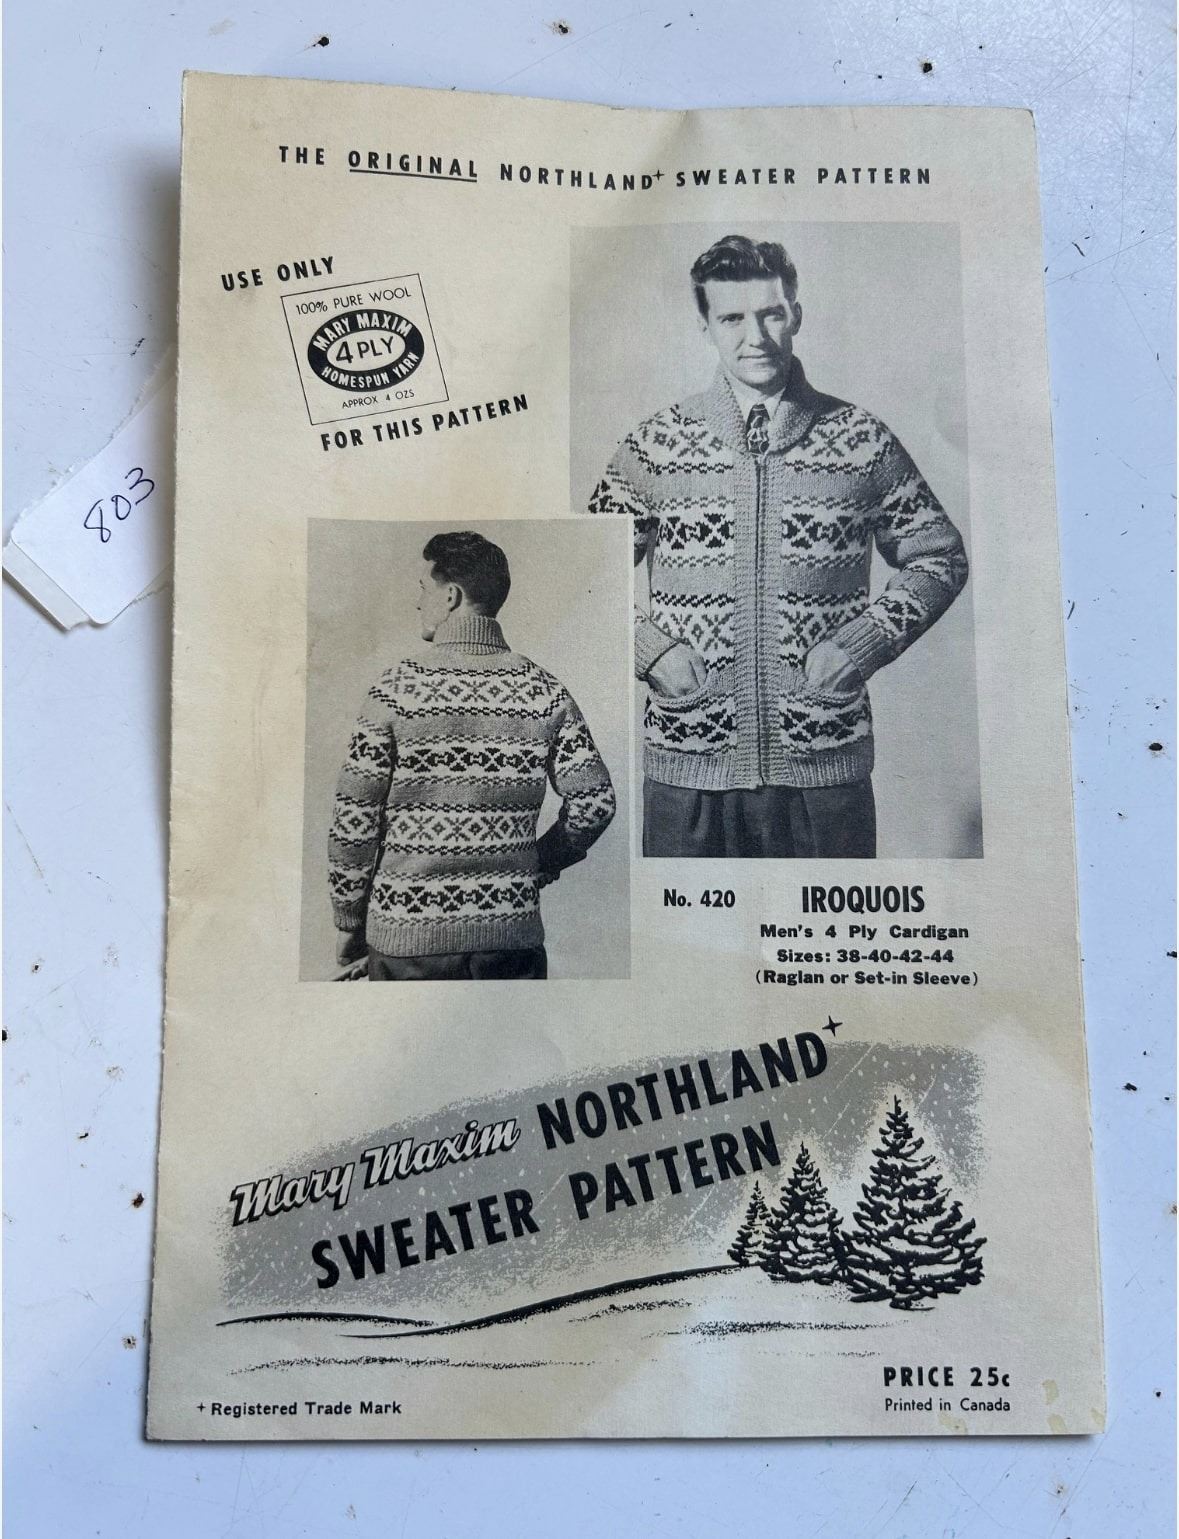 THE ORIGINAL NORTHLAND+ SWEATER PATTERN
USE ONLY
100% PURE WOOL
MARY MAXIM
4 PLY
HOMESPUN YARN
APPROX 4 OZS
FOR THIS PATTERN
803
No. 420
IROQUOIS
Men's 4 Ply Cardigan
Sizes: 38-40-42-44
(Raglan or Set-in Sleeve)
Mary Maxim NORTHLAND+
SWEATER PATTERN
PRICE 25c
Printed in Canada
+ Registered Trade Mark